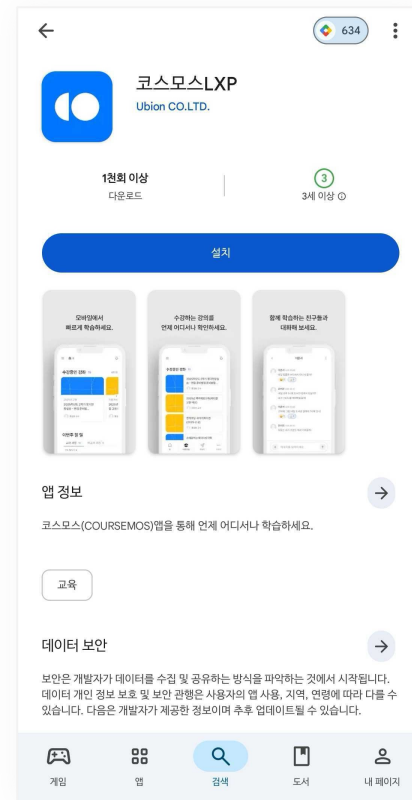 634
코스모스LXP
Ubion CO.LTD.
1천회 이상
다운로드
3
3세 이상
설치
모바일에서
빠르게 학습하세요.
수강하는 강의를
언제 어디서나 확인하세요.
함께 학습하는 친구들과
대화해 보세요.
앱 정보
코스모스(COURSEMOS)앱을 통해 언제 어디서나 학습하세요.
교육
데이터 보안
보안은 개발자가 데이터를 수집 및 공유하는 방식을 파악하는 것에서 시작됩니다.
데이터 개인 정보 보호 및 보안 관행은 사용자의 앱 사용, 지역, 연령에 따라 다를 수
있습니다. 다음은 개발자가 제공한 정보이며 추후 업데이트될 수 있습니다.
게임
앱
검색
도서
내 페이지